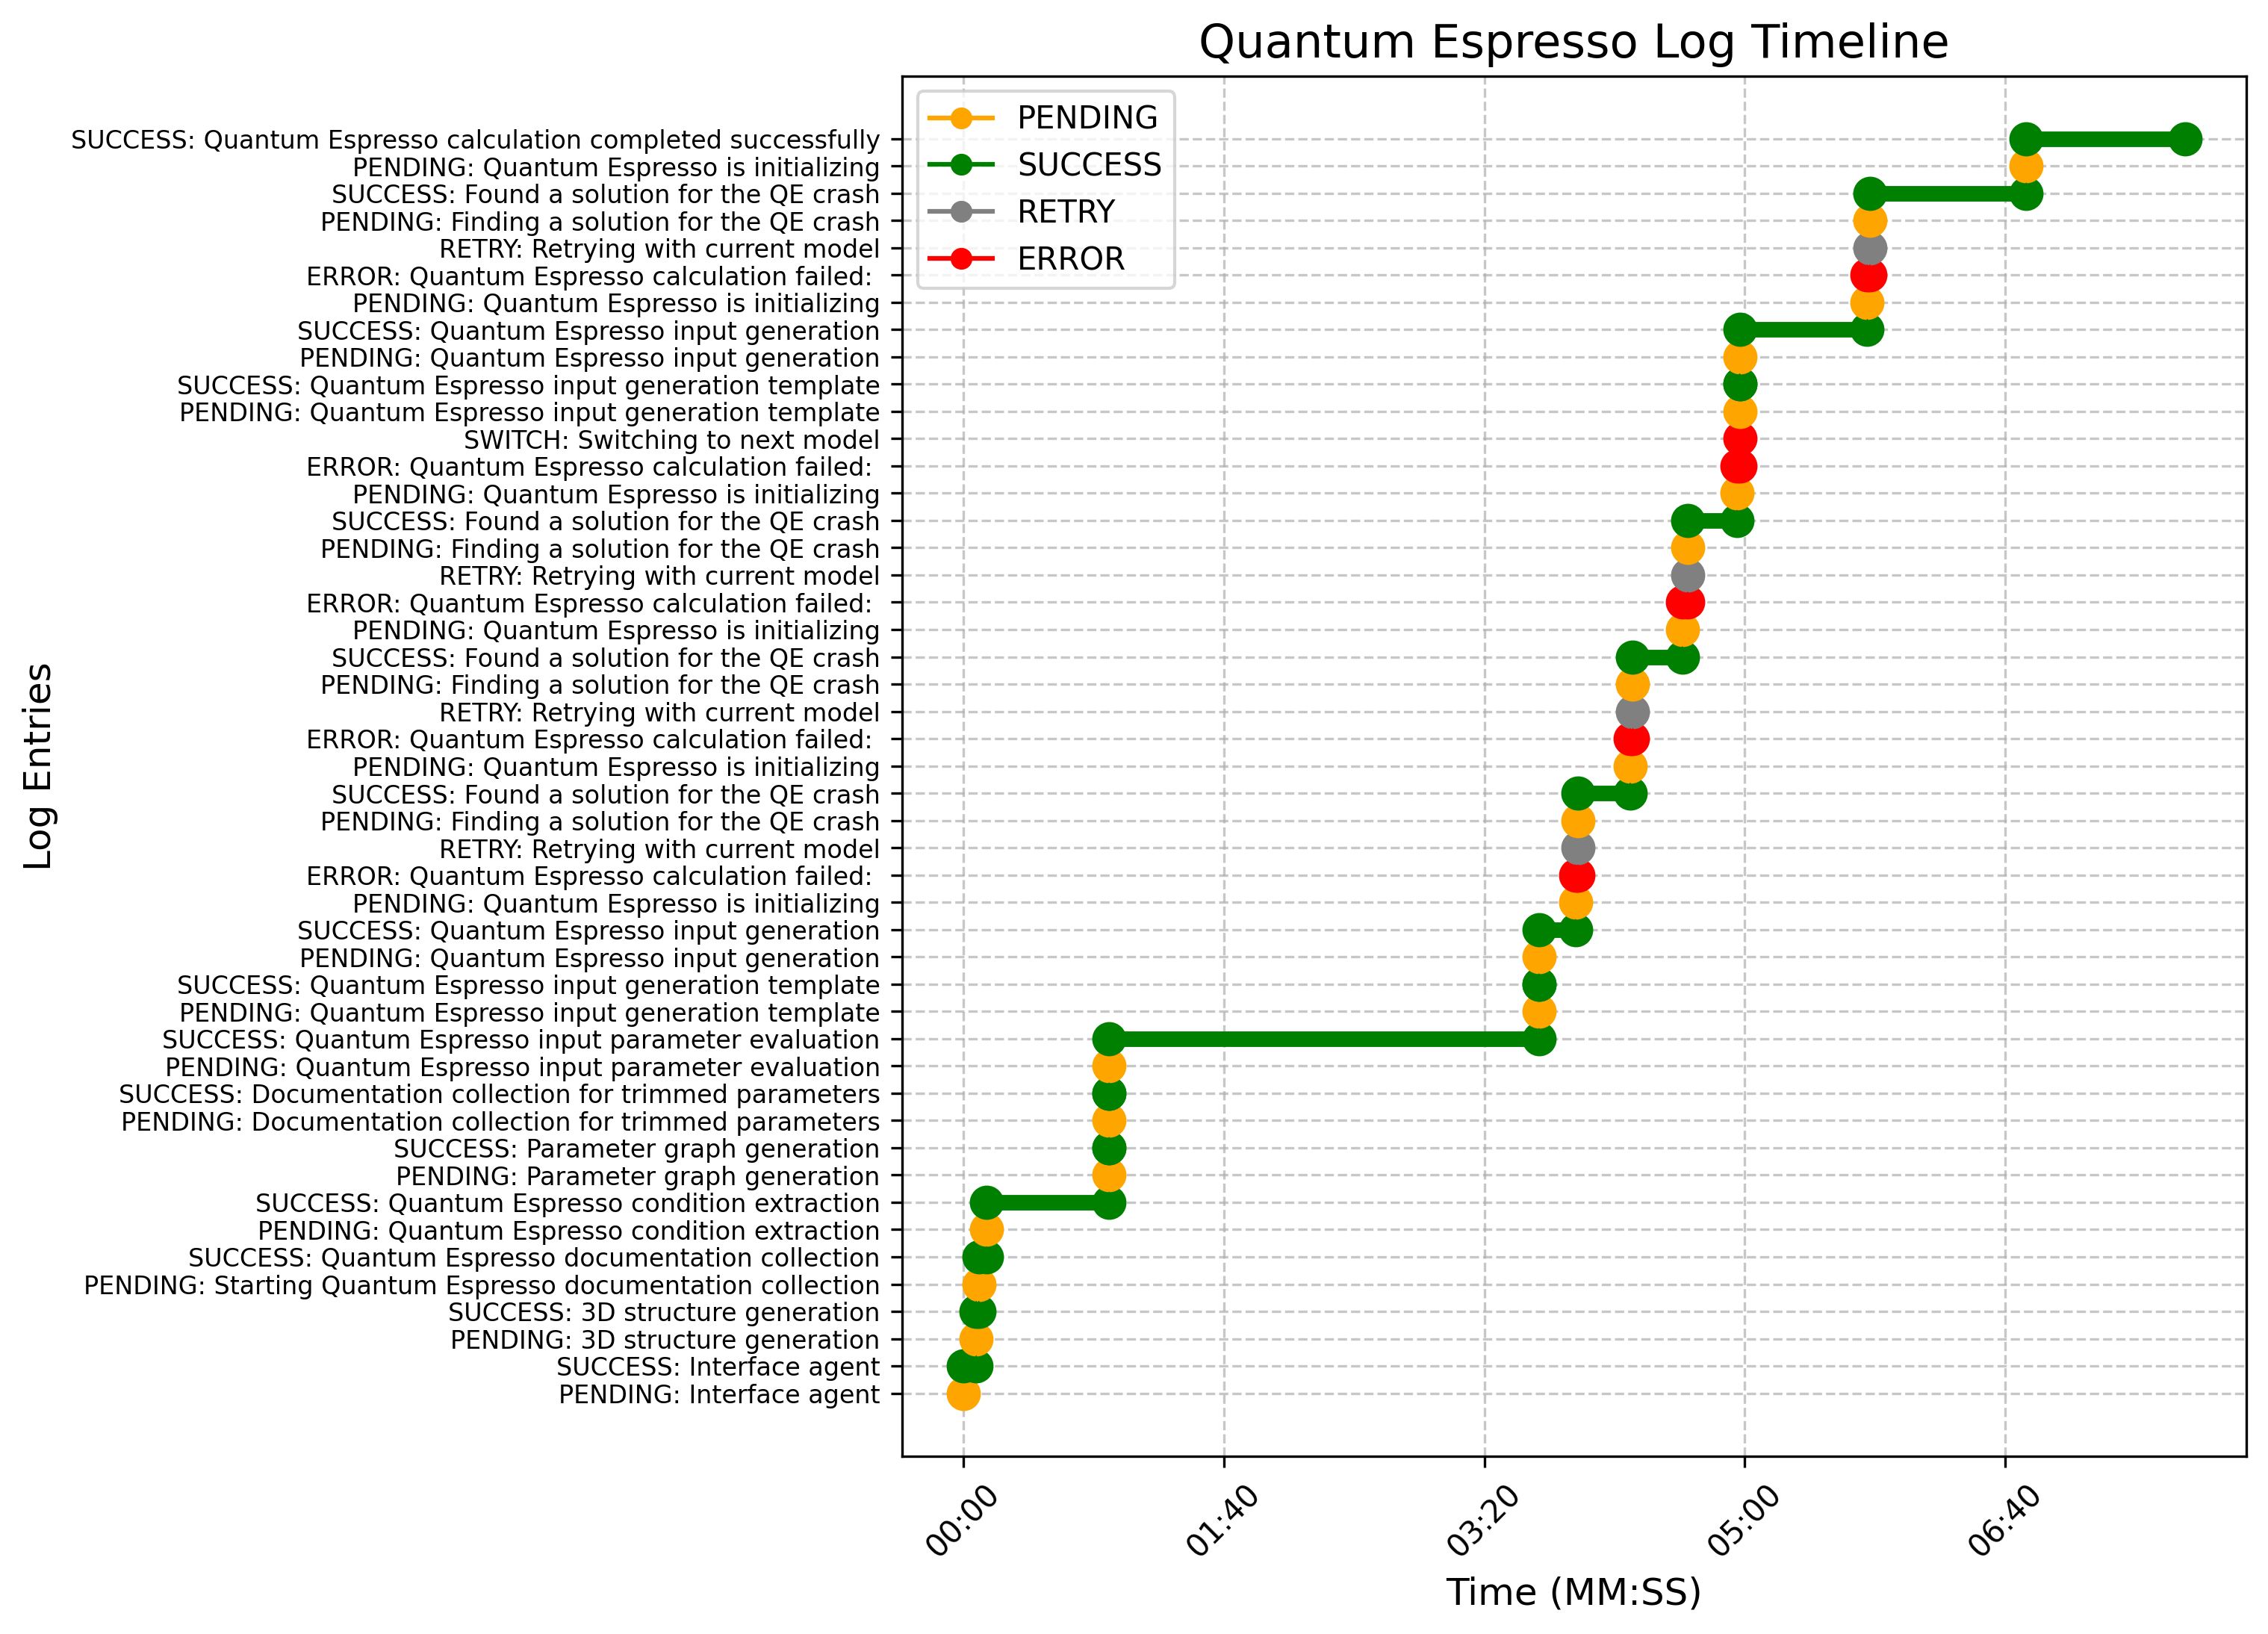 Quantum Espresso Log Timeline
PENDING
SUCCESS
RETRY
ERROR
Log Entries
SUCCESS: Quantum Espresso calculation completed successfully
PENDING: Quantum Espresso is initializing
SUCCESS: Found a solution for the QE crash
PENDING: Finding a solution for the QE crash
RETRY: Retrying with current model
ERROR: Quantum Espresso calculation failed:
PENDING: Quantum Espresso is initializing
SUCCESS: Quantum Espresso input generation
PENDING: Quantum Espresso input generation
SUCCESS: Quantum Espresso input generation template
PENDING: Quantum Espresso input generation template
SWITCH: Switching to next model
ERROR: Quantum Espresso calculation failed:
PENDING: Quantum Espresso is initializing
SUCCESS: Found a solution for the QE crash
PENDING: Finding a solution for the QE crash
RETRY: Retrying with current model
ERROR: Quantum Espresso calculation failed:
PENDING: Quantum Espresso is initializing
SUCCESS: Found a solution for the QE crash
PENDING: Finding a solution for the QE crash
RETRY: Retrying with current model
ERROR: Quantum Espresso calculation failed:
PENDING: Quantum Espresso is initializing
SUCCESS: Found a solution for the QE crash
PENDING: Finding a solution for the QE crash
RETRY: Retrying with current model
ERROR: Quantum Espresso calculation failed:
PENDING: Quantum Espresso is initializing
SUCCESS: Quantum Espresso input generation
PENDING: Quantum Espresso input generation
SUCCESS: Quantum Espresso input generation template
PENDING: Quantum Espresso input generation template
SUCCESS: Quantum Espresso input parameter evaluation
PENDING: Quantum Espresso input parameter evaluation
SUCCESS: Documentation collection for trimmed parameters
PENDING: Documentation collection for trimmed parameters
SUCCESS: Parameter graph generation
PENDING: Parameter graph generation
SUCCESS: Quantum Espresso condition extraction
PENDING: Quantum Espresso condition extraction
SUCCESS: Quantum Espresso documentation collection
PENDING: Starting Quantum Espresso documentation collection
SUCCESS: 3D structure generation
PENDING: 3D structure generation
SUCCESS: Interface agent
PENDING: Interface agent
00:00
01:40
03:20
05:00
06:40
Time (MM:SS)